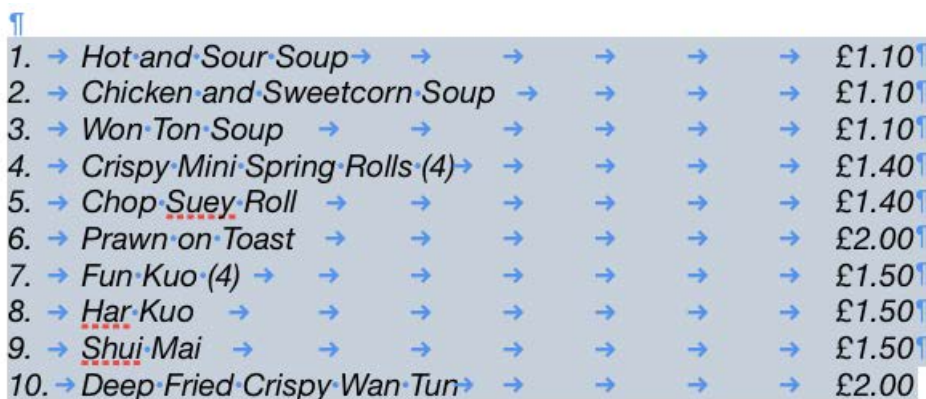 1. Hot and Sour Soup £1.10
2. Chicken and Sweetcorn Soup £1.10
3. Won Ton Soup £1.10
4. Crispy Mini Spring Rolls (4) £1.40
5. Chop Suey Roll £1.40
6. Prawn on Toast £2.00
7. Fun Kuo (4) £1.50
8. Har Kuo £1.50
9. Shui Mai £1.50
10. Deep Fried Crispy Wan Tun £2.00